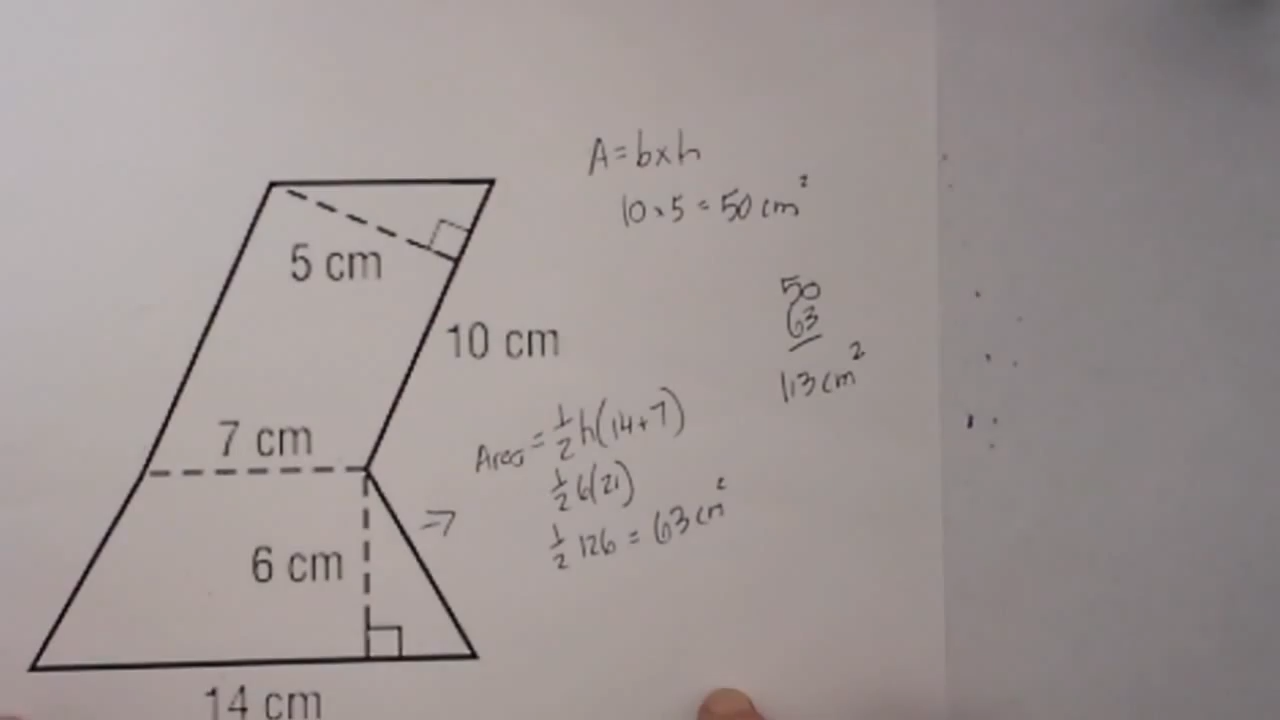 A = b x h
10 x 5 = 50 cm²
5 cm
50
63
113 cm²
10 cm
7 cm
Area = 1/2 h(14+7)
1/2 6(21)
1/2 126 = 63 cm²
6 cm
14 cm